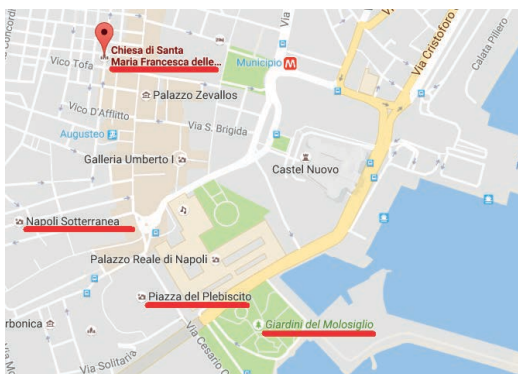 Concordi
Via
Chiesa di Santa
Maria Francesca delle...
Vico Tofa
Municipio M
Via Cristoforo
Calata Piliero
Palazzo Zevallos
Vico D'Afflitto
Via S. Brigida
Augusteo
Galleria Umberto I
Castel Nuovo
Napoli Sotterranea
Palazzo Reale di Napoli
Piazza del Plebiscito
Giardini del Molosiglio
rbonica
Via Solitaria
Via Cesario C